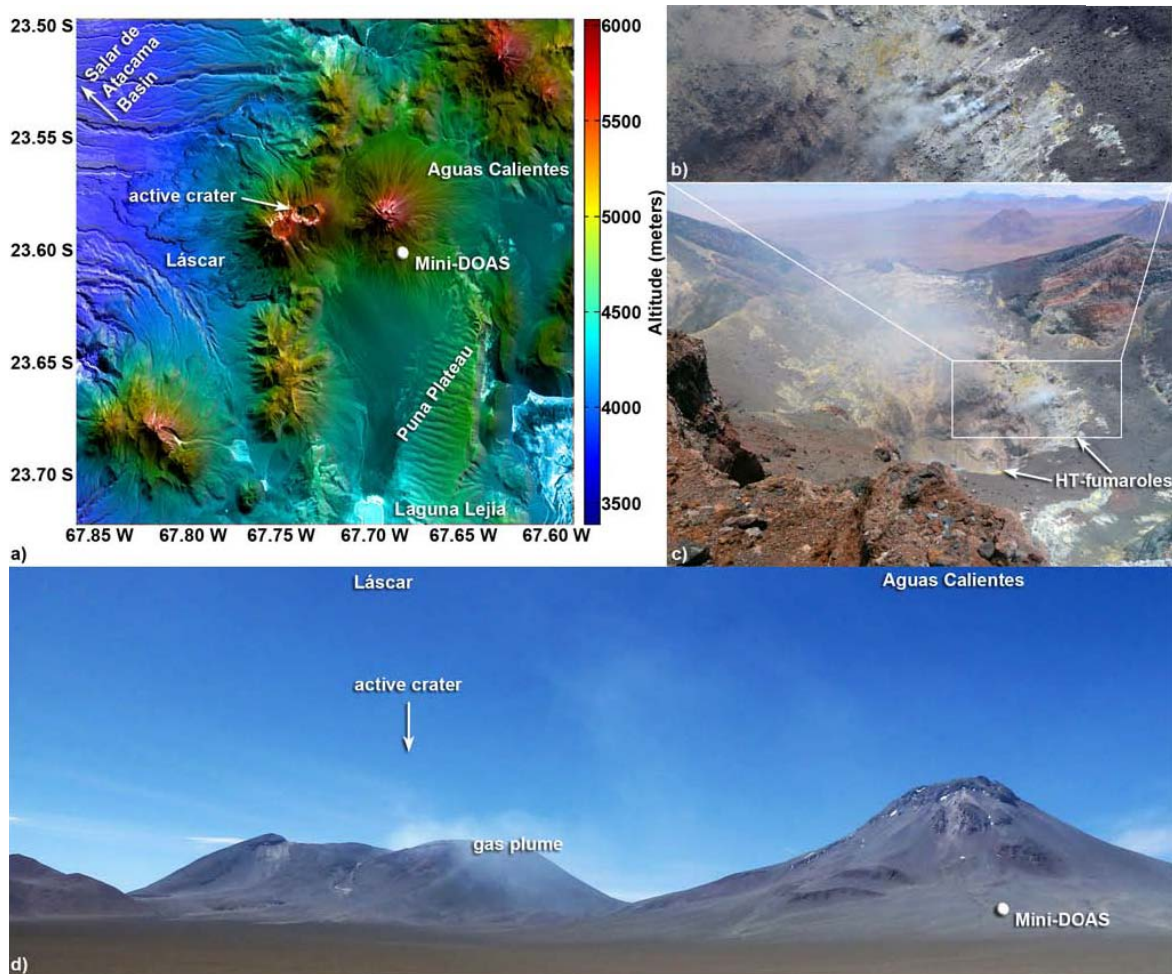 23.50 S
23.55 S
23.60 S
23.65 S
23.70 S
Salar de
Atacama
Basin
active crater
Láscar
Aguas Calientes
Mini-DOAS
Puna Plateau
Laguna Lejía
67.85 W
67.80 W
67.75 W
67.70 W
67.65 W
67.60 W
a)
6000
5500
5000
4500
4000
3500
Altitude (meters)
b)
HT-fumaroles
c)
Láscar
Aguas Calientes
active crater
gas plume
Mini-DOAS
d)